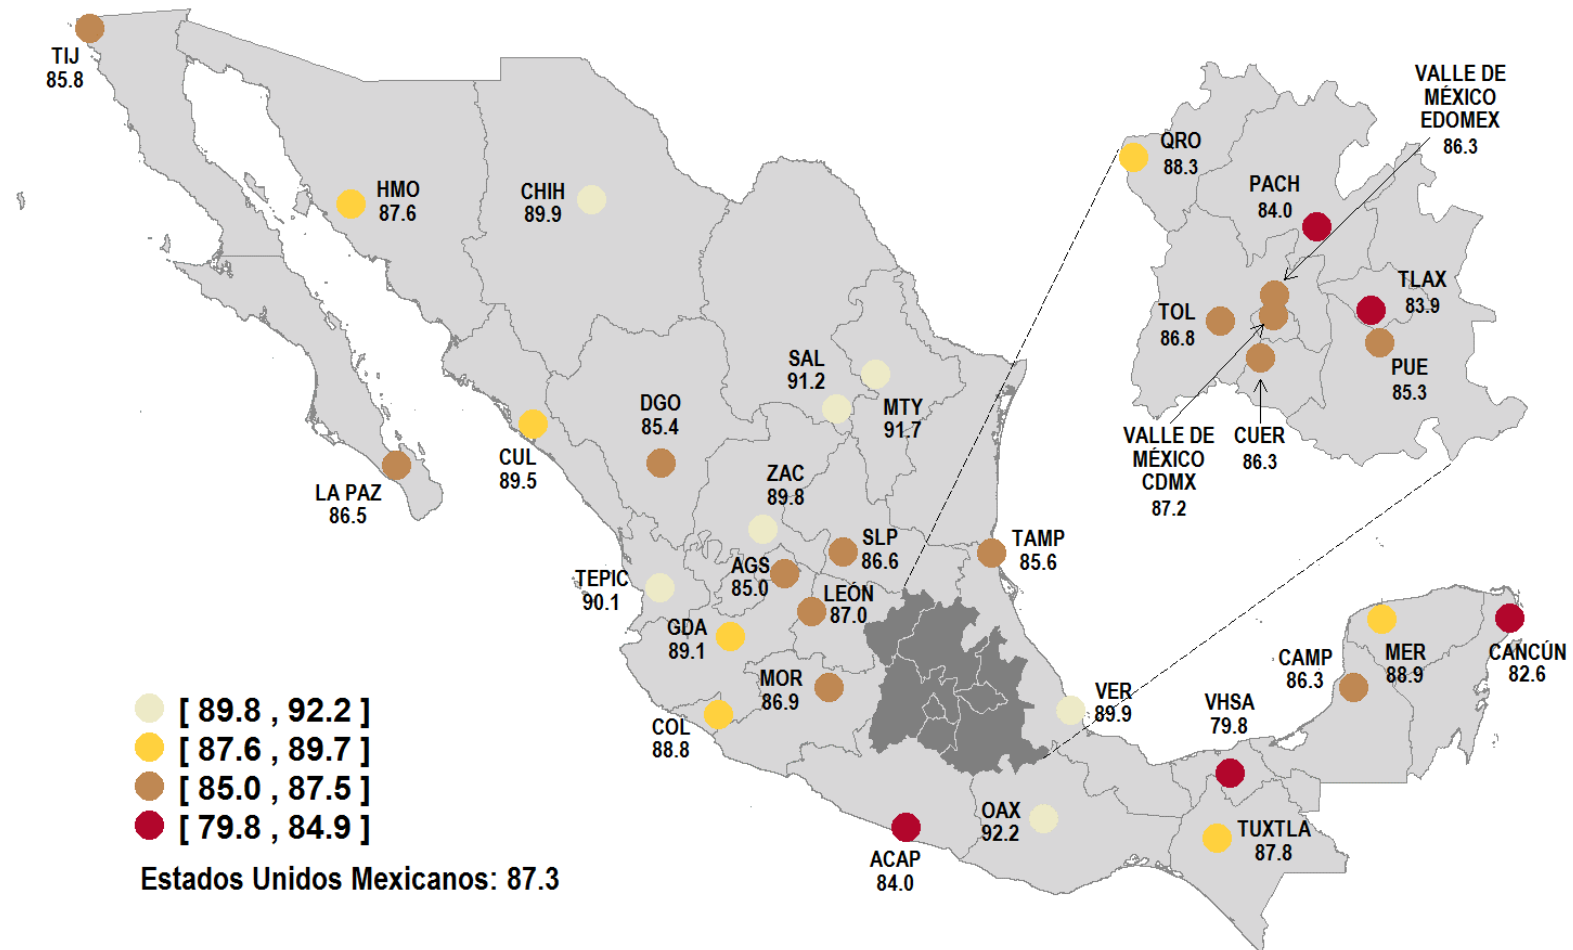 TIJ
85.8
HMO
87.6
CHIH
89.9
VALLE DE
MÉXICO
EDOMEX
86.3
QRO
88.3
PACH
84.0
TLAX
83.9
TOL
86.8
PUE
85.3
VALLE DE
MÉXICO
CDMX
87.2
CUER
86.3
SAL
91.2
MTY
91.7
DGO
85.4
CUL
89.5
LA PAZ
86.5
ZAC
89.8
SLP
86.6
TAMP
85.6
AGS
85.0
TEPIC
90.1
LEÓN
87.0
GDA
89.1
MOR
86.9
COL
88.8
VER
89.9
CAMP
86.3
MER
88.9
CANCÚN
82.6
VHSA
79.8
OAX
92.2
TUXTLA
87.8
ACAP
84.0
[ 89.8 , 92.2 ]
[ 87.6 , 89.7 ]
[ 85.0 , 87.5 ]
[ 79.8 , 84.9 ]
Estados Unidos Mexicanos: 87.3